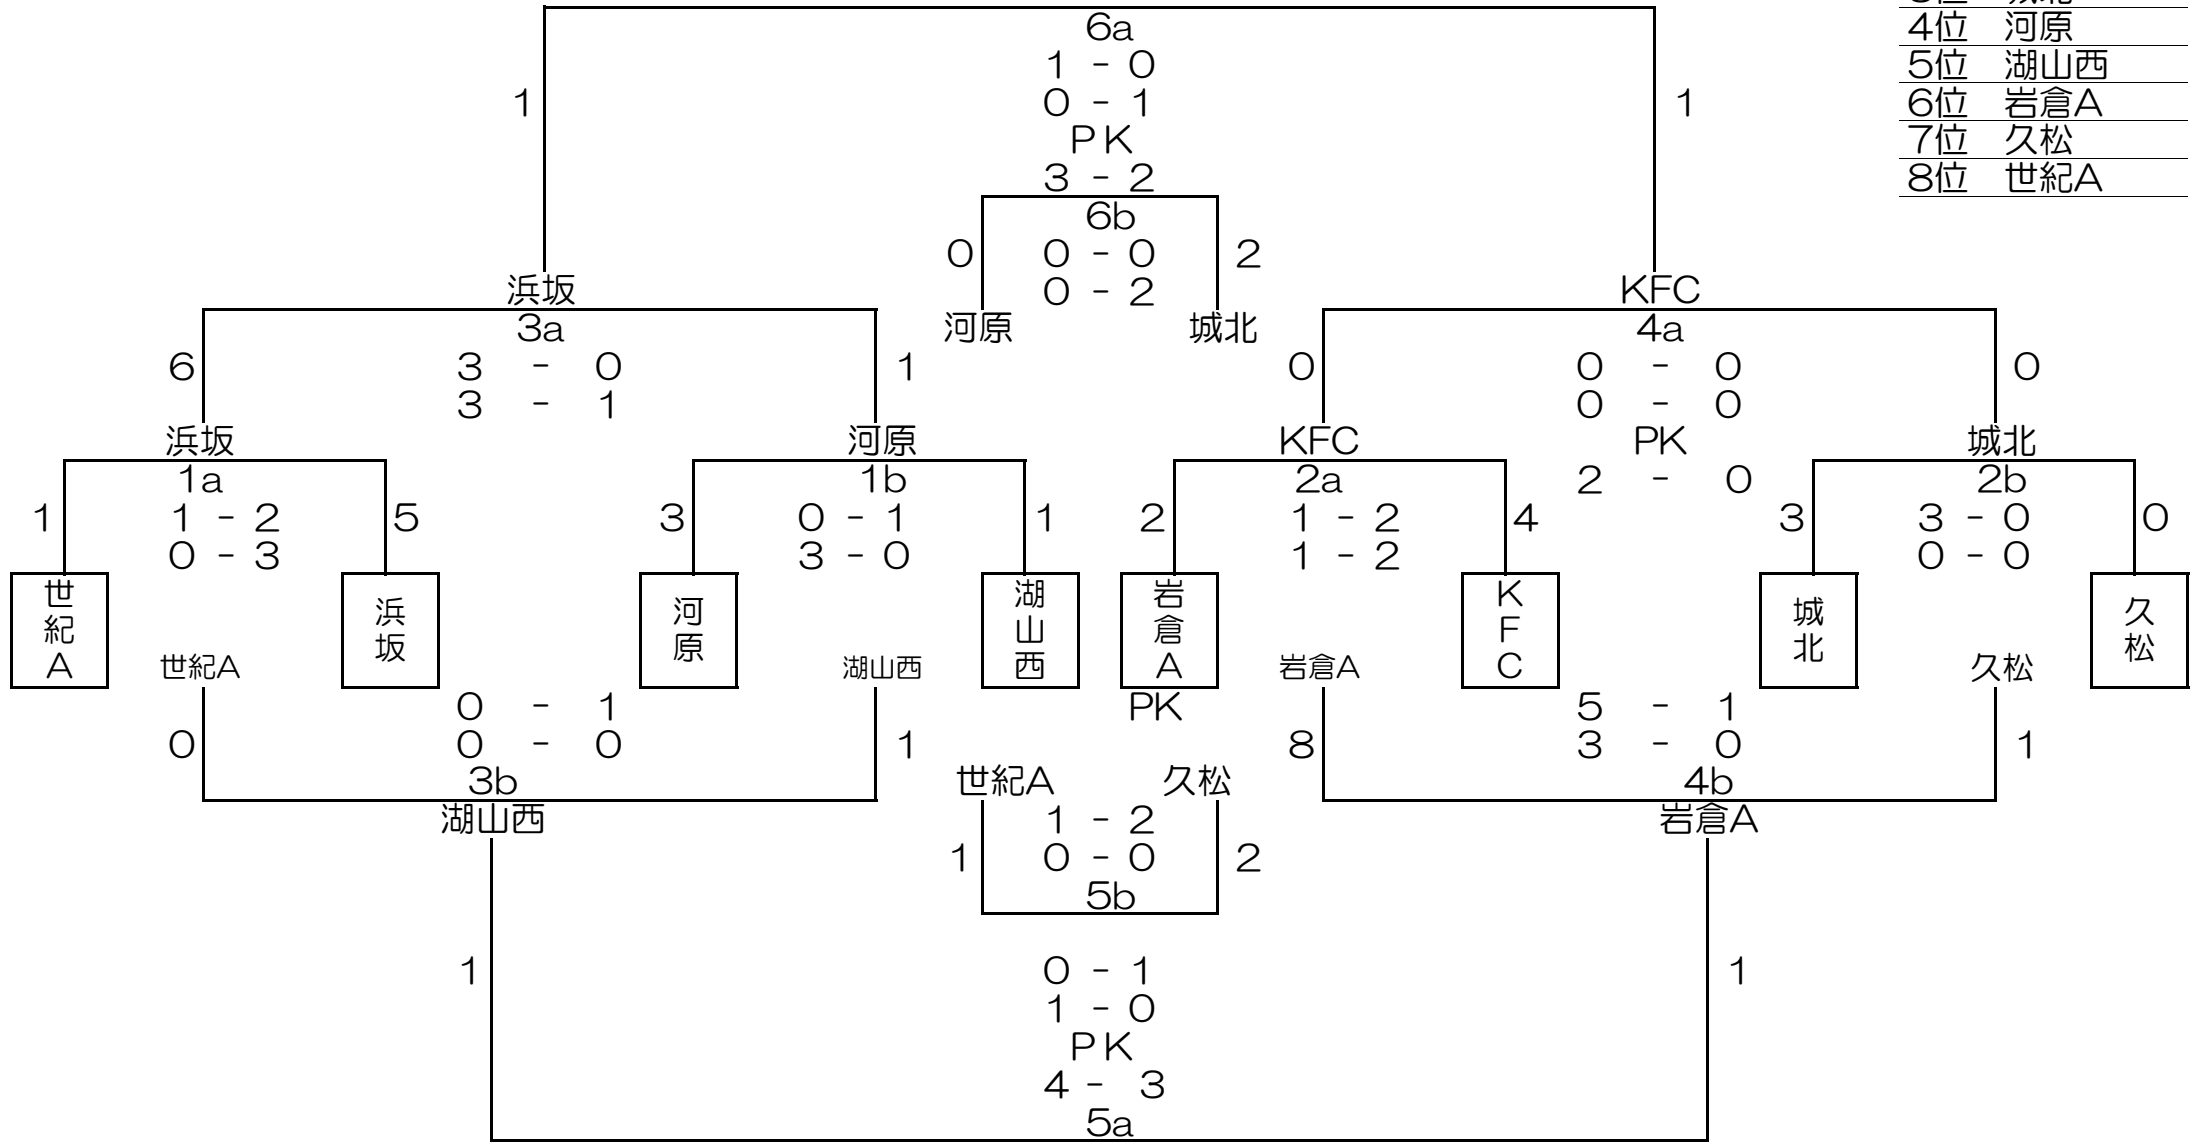 6a
1 - 0
1
0 - 1
1
PK
3 - 2
4位 河原
5位 湖山西
6位 岩倉A
7位 久松
8位 世紀A
6b
0
0 - 0
2
0 - 2
河原
城北
浜坂
3a
6
3 - 0
1
3 - 1
KFC
4a
0
0 - 0
0
0 - 0
PK
2 - 0
浜坂
1a
1
1 - 2
5
0 - 3
河原
1b
3
0 - 1
1
3 - 0
KFC
2a
2
1 - 2
4
1 - 2
城北
2b
3
3 - 0
0
0 - 0
世紀A
浜坂
河原
湖山西
岩倉A
KFC
城北
久松
世紀A
湖山西
岩倉A
久松
PK
0 - 1
0
0 - 0
1
3b
湖山西
5 - 1
8
3 - 0
1
4b
岩倉A
世紀A
久松
1 - 2
1
0 - 0
2
5b
1
0 - 1
1
1 - 0
PK
4 - 3
5a